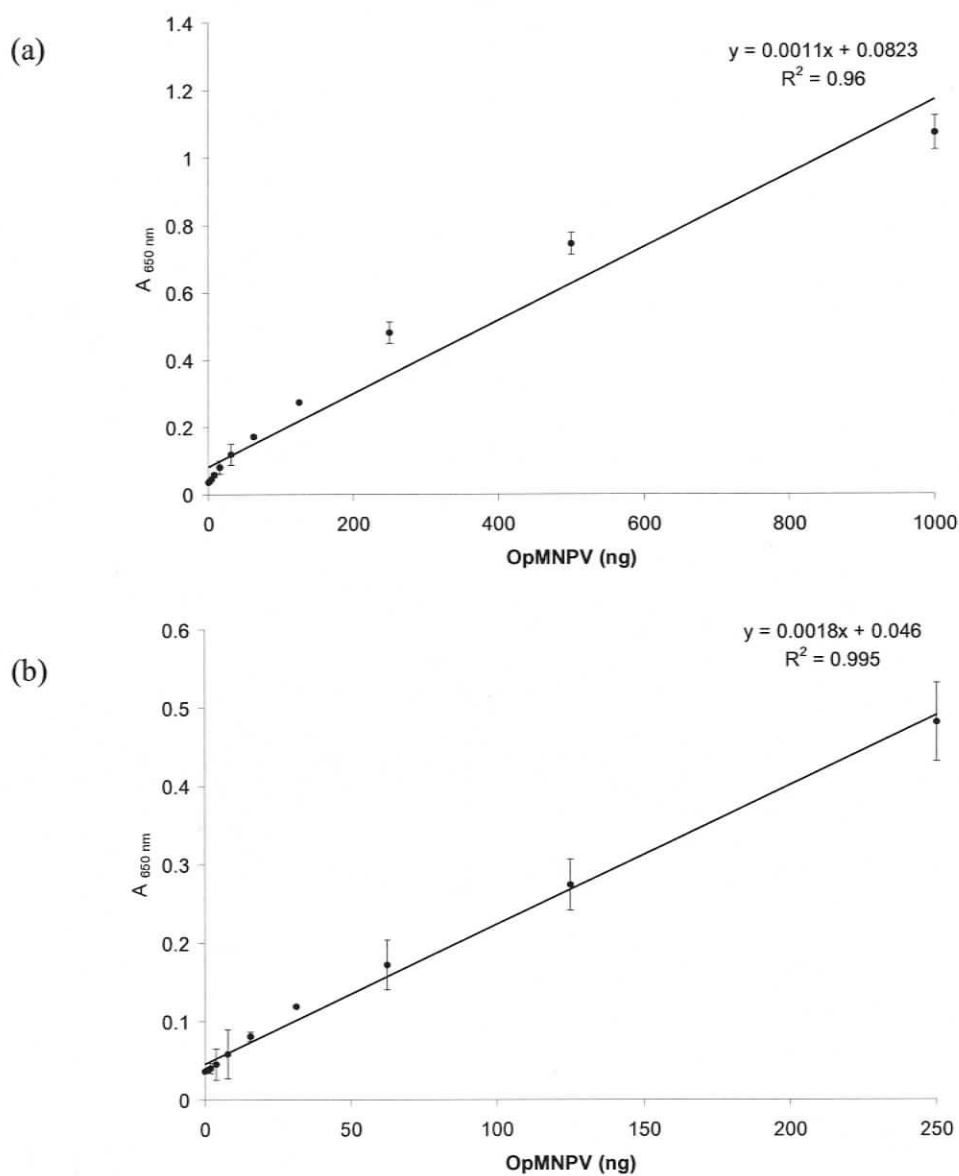 (a)
y = 0.0011x + 0.0823
R² = 0.96
1.4
1.2
1
0.8
0.6
0.4
0.2
0
A 650 nm
0 200 400 600 800 1000
OpMNPV (ng)
(b)
y = 0.0018x + 0.046
R² = 0.995
0.6
0.5
0.4
0.3
0.2
0.1
0
A 650 nm
0 50 100 150 200 250
OpMNPV (ng)